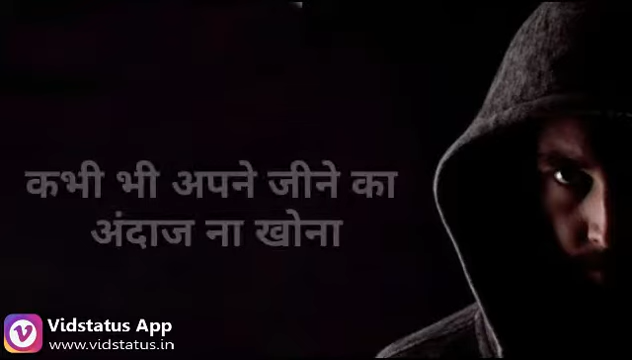 कभी भी अपने जीने का
अंदाज ना खोना
Vidstatus App
www.vidstatus.in